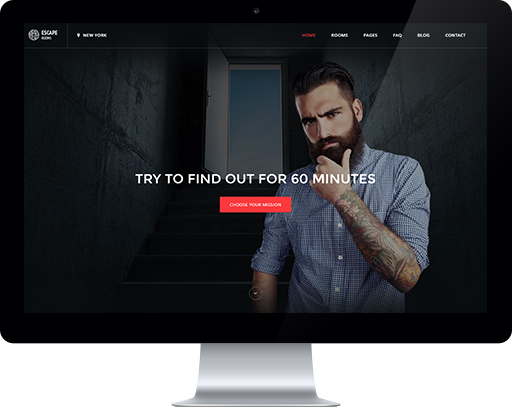 ESCAPE
ROOMS
NEW YORK
HOME ROOMS PAGES FAQ BLOG CONTACT
TRY TO FIND OUT FOR 60 MINUTES
CHOOSE YOUR MISSION